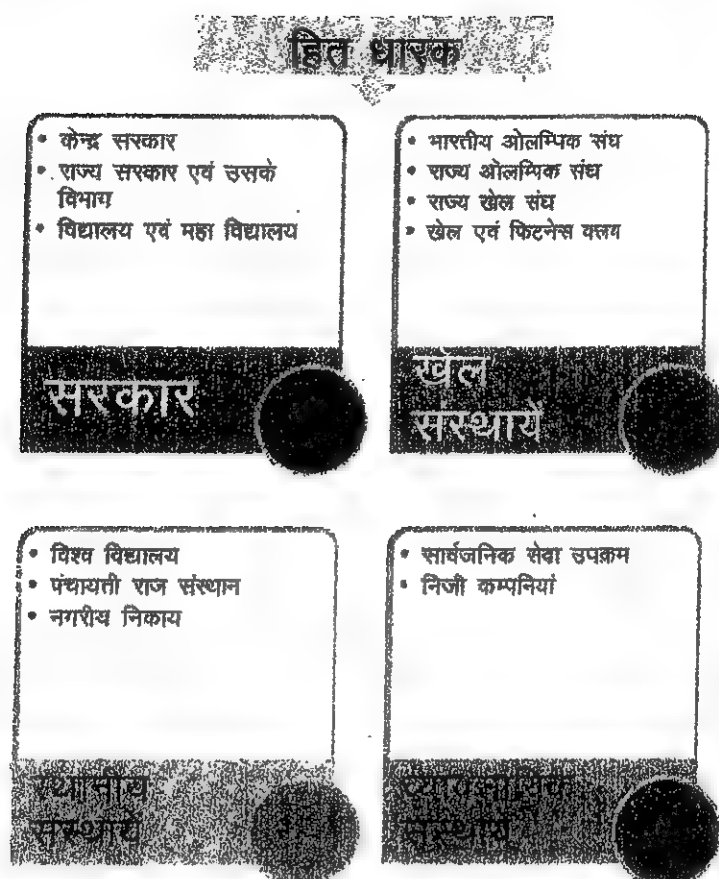 हित धारक
• केन्द्र सरकार
• राज्य सरकार एवं उसके
विभाग
• विद्यालय एवं महा विद्यालय
सरकार
• भारतीय ओलम्पिक संघ
• राज्य ओलम्पिक संघ
• राज्य खेल संघ
• खेल एवं फिटनेस क्लब
खेल
संस्थायें
• विश्व विद्यालय
• पंचायती राज संस्थान
• नगरीय निकाय
स्थानीय
संस्थायें
• सार्वजनिक सेवा उपक्रम
• निजी कम्पनियां
व्यावसायिक
संस्थायें